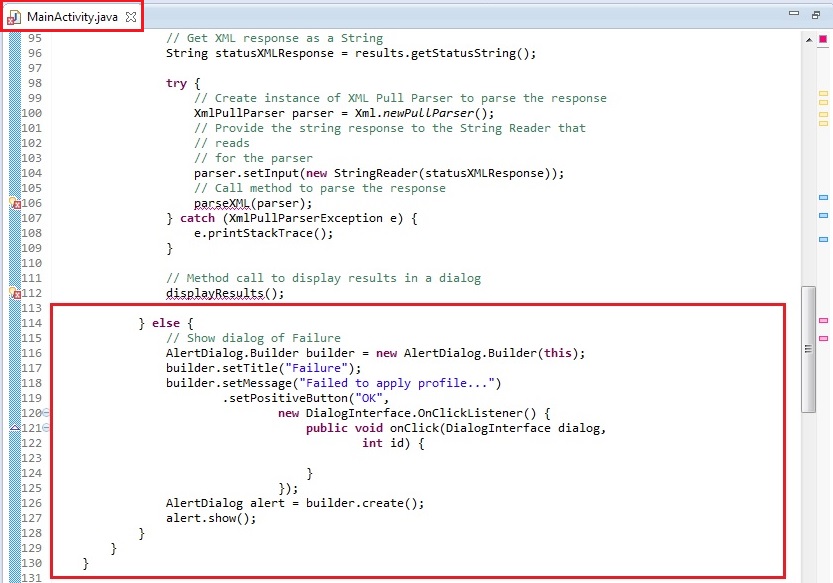 MainActivity.java
95 // Get XML response as a String
96 String statusXMLResponse = results.getStatusString();
97
98 try {
99 // Create instance of XML Pull Parser to parse the response
100 XmlPullParser parser = Xml.newPullParser();
101 // Provide the string response to the String Reader that
102 // reads
103 // for the parser
104 parser.setInput(new StringReader(statusXMLResponse));
105 // Call method to parse the response
106 parseXML(parser);
107 } catch (XmlPullParserException e) {
108 e.printStackTrace();
109 }
110
111 // Method call to display results in a dialog
112 displayResults();
113
114 } else {
115 // Show dialog of Failure
116 AlertDialog.Builder builder = new AlertDialog.Builder(this);
117 builder.setTitle("Failure");
118 builder.setMessage("Failed to apply profile...")
119 .setPositiveButton("OK",
120 new DialogInterface.OnClickListener() {
121 public void onClick(DialogInterface dialog,
122 int id) {
123
124 }
125 });
126 AlertDialog alert = builder.create();
127 alert.show();
128 }
129 }
130 }
131